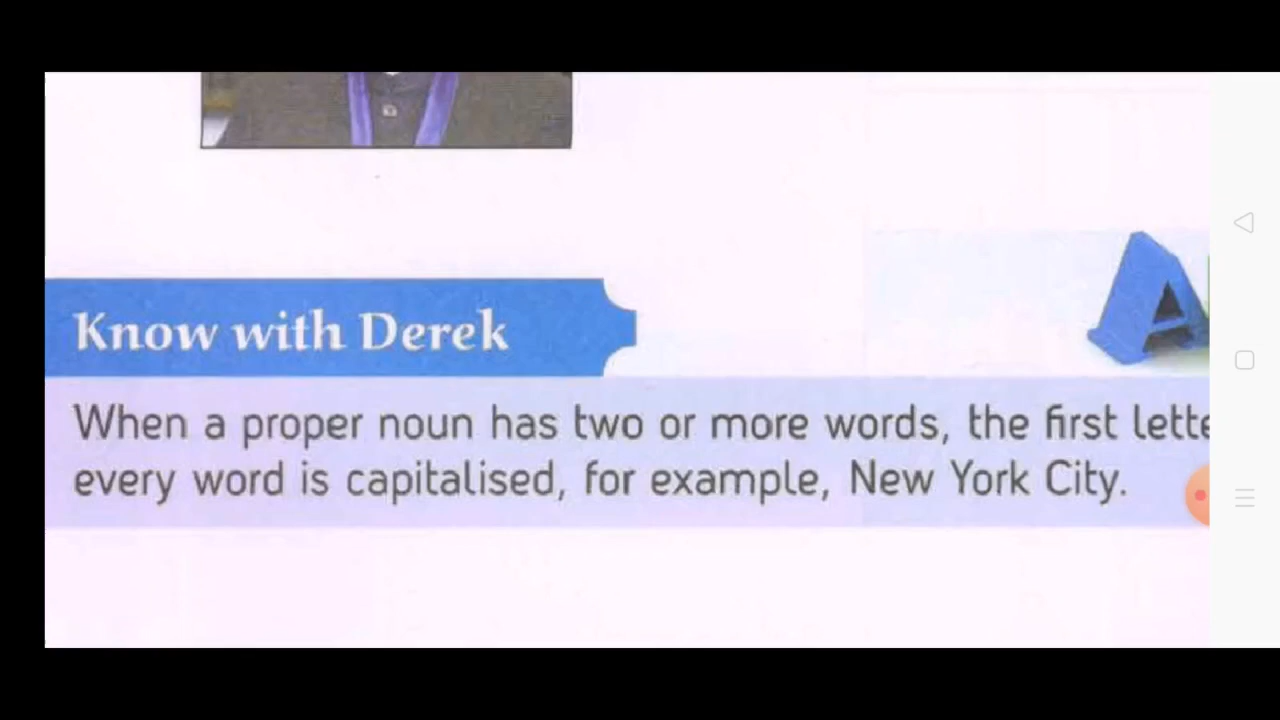 Know with Derek
When a proper noun has two or more words, the first lette
every word is capitalised, for example, New York City.
A